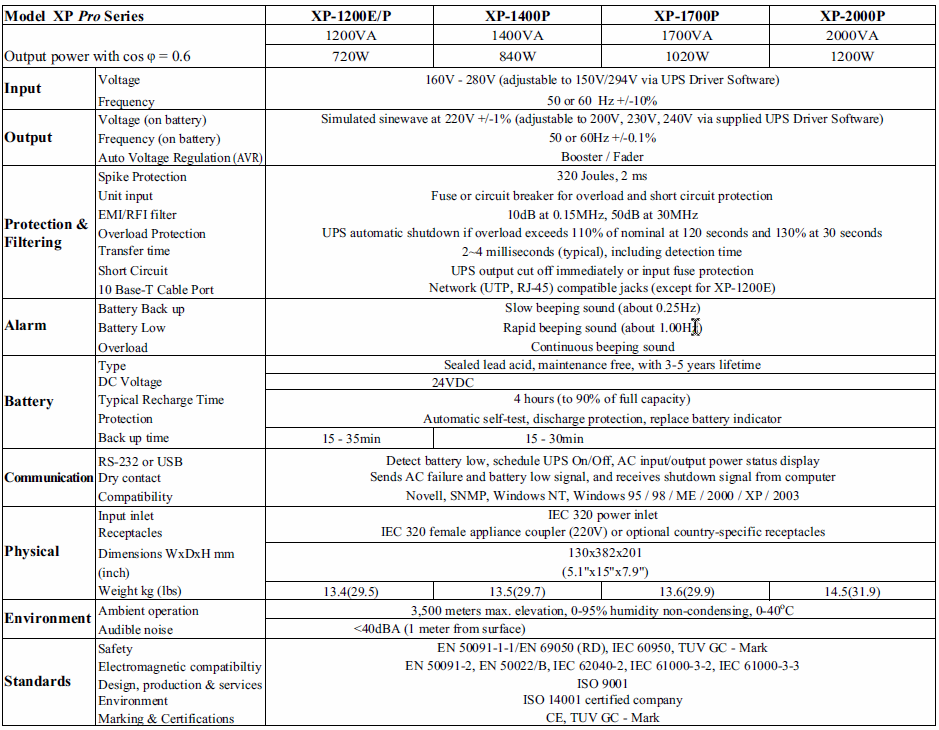 Model XP Pro Series XP-1200E/P XP-1400P XP-1700P XP-2000P
1200VA 1400VA 1700VA 2000VA
Output power with cos φ = 0.6 720W 840W 1020W 1200W
Input Voltage 160V - 280V (adjustable to 150V/294V via UPS Driver Software)
Frequency 50 or 60 Hz +/-10%
Output Voltage (on battery) Simulated sinewave at 220V +/-1% (adjustable to 200V, 230V, 240V via supplied UPS Driver Software)
Frequency (on battery) 50 or 60Hz +/-0.1%
Auto Voltage Regulation (AVR) Booster / Fader
Protection & Filtering Spike Protection 320 Joules, 2 ms
Unit input Fuse or circuit breaker for overload and short circuit protection
EMI/RFI filter 10dB at 0.15MHz, 50dB at 30MHz
Overload Protection UPS automatic shutdown if overload exceeds 110% of nominal at 120 seconds and 130% at 30 seconds
Transfer time 2~4 milliseconds (typical), including detection time
Short Circuit UPS output cut off immediately or input fuse protection
10 Base-T Cable Port Network (UTP, RJ-45) compatible jacks (except for XP-1200E)
Alarm Battery Back up Slow beeping sound (about 0.25Hz)
Battery Low Rapid beeping sound (about 1.00Hz)
Overload Continuous beeping sound
Battery Type Sealed lead acid, maintenance free, with 3-5 years lifetime
DC Voltage 24VDC
Typical Recharge Time 4 hours (to 90% of full capacity)
Protection Automatic self-test, discharge protection, replace battery indicator
Back up time 15 - 35min 15 - 30min
Communication RS-232 or USB Detect battery low, schedule UPS On/Off, AC input/output power status display
Dry contact Sends AC failure and battery low signal, and receives shutdown signal from computer
Compatibility Novell, SNMP, Windows NT, Windows 95 / 98 / ME / 2000 / XP / 2003
Physical Input inlet IEC 320 power inlet
Receptacles IEC 320 female appliance coupler (220V) or optional country-specific receptacles
Dimensions WxDxH mm 130x382x201
(inch) (5.1"x15"x7.9")
Weight kg (lbs) 13.4(29.5) 13.5(29.7) 13.6(29.9) 14.5(31.9)
Environment Ambient operation 3,500 meters max. elevation, 0-95% humidity non-condensing, 0-40°C
Audible noise <40dBA (1 meter from surface)
Standards Safety EN 50091-1-1/EN 69050 (RD), IEC 60950, TUV GC - Mark
Electromagnetic compatibiltiy EN 50091-2, EN 50022/B, IEC 62040-2, IEC 61000-3-2, IEC 61000-3-3
Design, production & services ISO 9001
Environment ISO 14001 certified company
Marking & Certifications CE, TUV GC - Mark